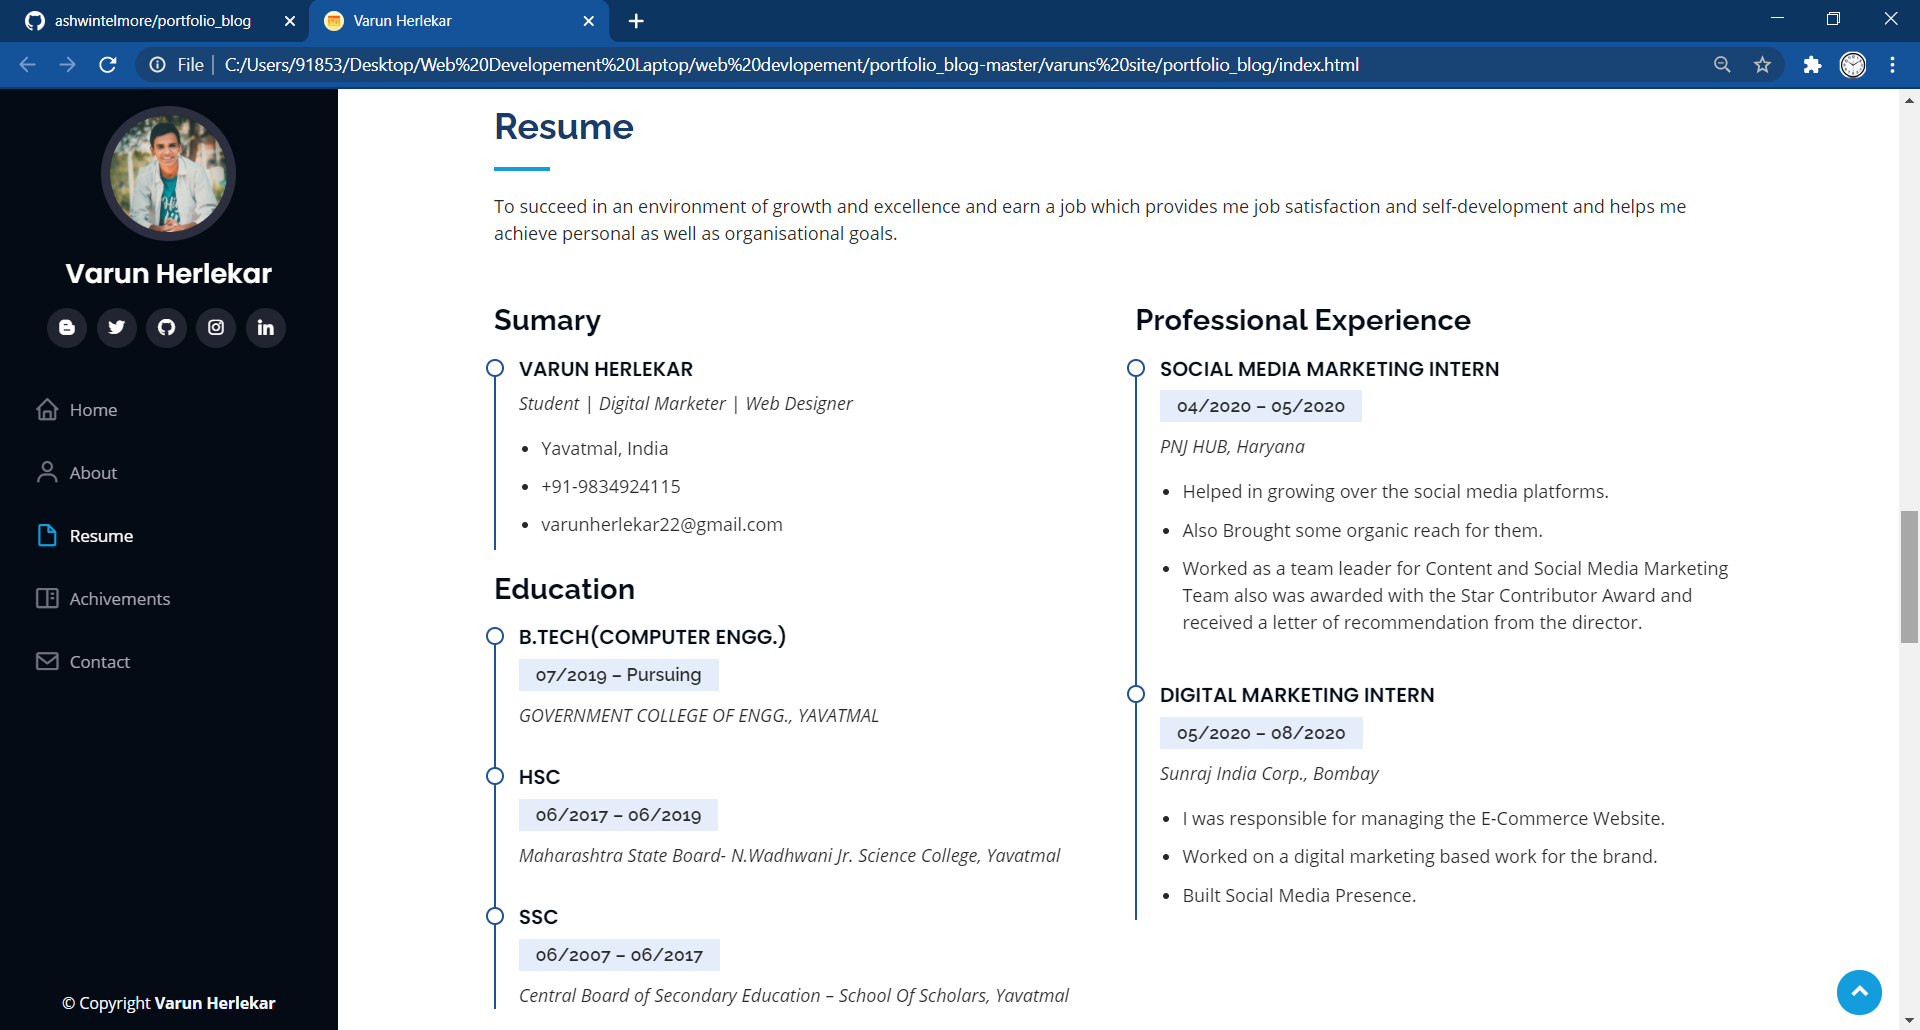 ashwintelmore/portfolio_blog
Varun Herlekar
File
C:/Users/91853/Desktop/Web%20Developement%20Laptop/web%20devlopement/portfolio_blog-master/varuns%20site/portfolio_blog/index.html
Varun Herlekar
Home
About
Resume
Achivements
Contact
© Copyright Varun Herlekar
Resume
To succeed in an environment of growth and excellence and earn a job which provides me job satisfaction and self-development and helps me
achieve personal as well as organisational goals.
Sumary
VARUN HERLEKAR
Student | Digital Marketer | Web Designer
• Yavatmal, India
• +91-9834924115
• varunherlekar22@gmail.com
Education
B.TECH(COMPUTER ENGG.)
07/2019 – Pursuing
GOVERNMENT COLLEGE OF ENGG., YAVATMAL
HSC
06/2017 – 06/2019
Maharashtra State Board- N.Wadhwani Jr. Science College, Yavatmal
SSC
06/2007 – 06/2017
Central Board of Secondary Education – School Of Scholars, Yavatmal
Professional Experience
SOCIAL MEDIA MARKETING INTERN
04/2020 – 05/2020
PNJ HUB, Haryana
• Helped in growing over the social media platforms.
• Also Brought some organic reach for them.
• Worked as a team leader for Content and Social Media Marketing
Team also was awarded with the Star Contributor Award and
received a letter of recommendation from the director.
DIGITAL MARKETING INTERN
05/2020 – 08/2020
Sunraj India Corp., Bombay
• I was responsible for managing the E-Commerce Website.
• Worked on a digital marketing based work for the brand.
• Built Social Media Presence.